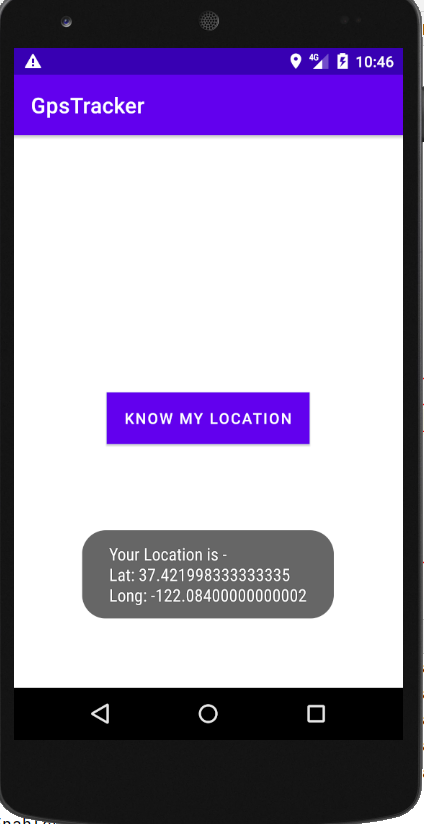 4G 10:46
GpsTracker
KNOW MY LOCATION
Your Location is -
Lat: 37.421998333333335
Long: -122.08400000000002